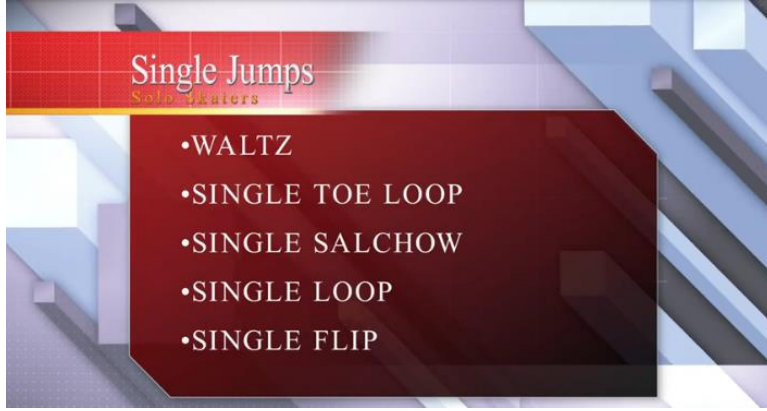 Single Jumps
Solo Skaters
•WALTZ
•SINGLE TOE LOOP
•SINGLE SALCHOW
•SINGLE LOOP
•SINGLE FLIP